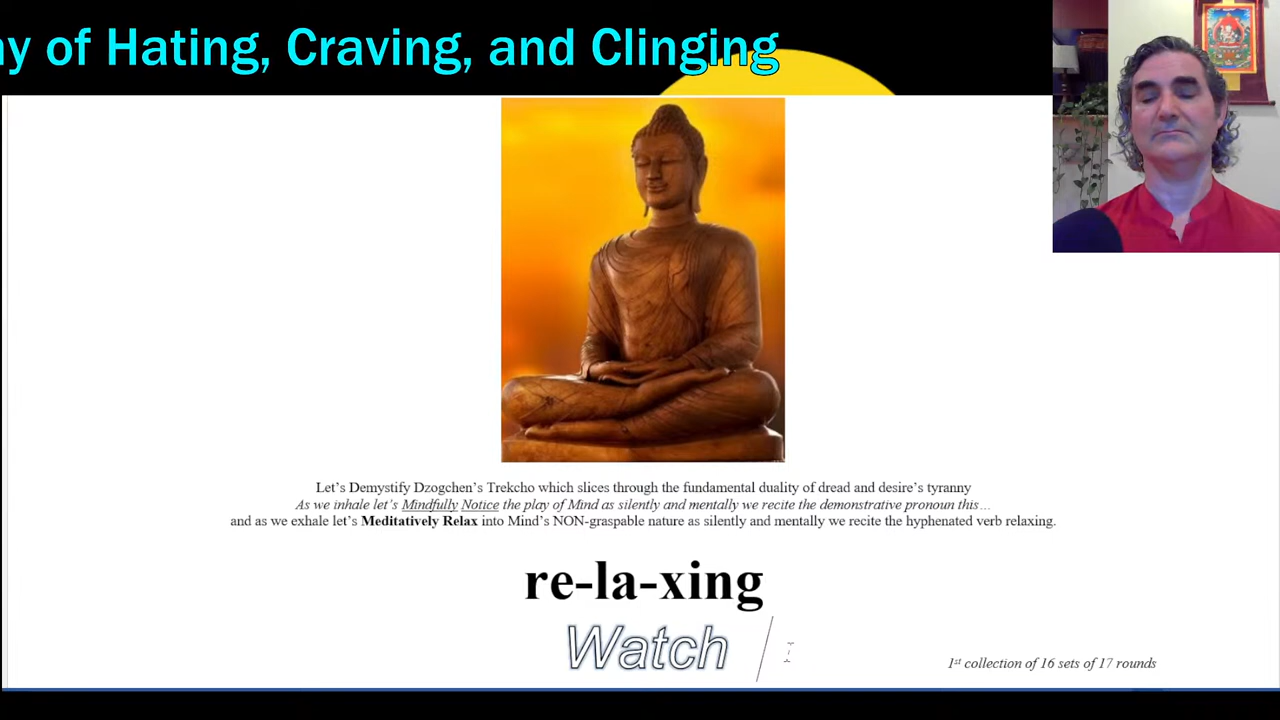 y of Hating, Craving, and Clinging
Let's Demystify Dzogchen's Trekcho which slices through the fundamental duality of dread and desire's tyranny
As we inhale let's Mindfully Notice the play of Mind as silently and mentally we recite the demonstrative pronoun this…
and as we exhale let's Meditatively Relax into Mind's NON-graspable nature as silently and mentally we recite the hyphenated verb relaxing.
re-la-xing
Watch
1st collection of 16 sets of 17 rounds